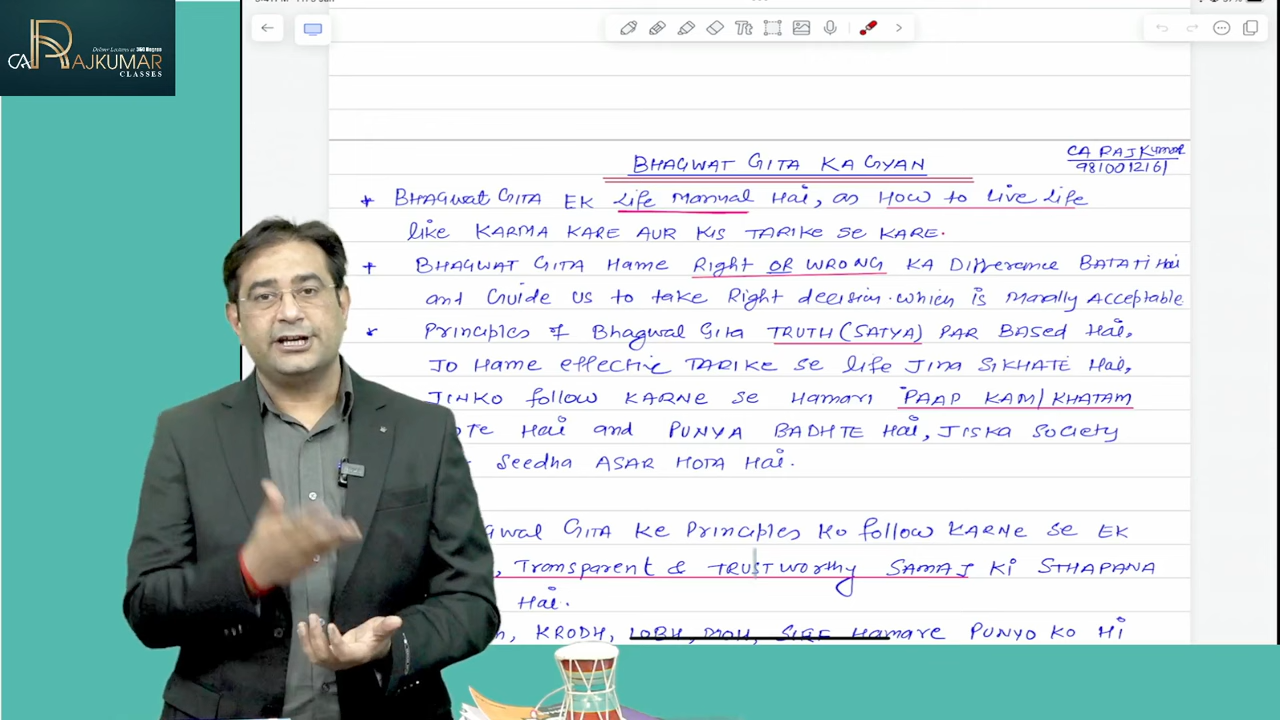 Deliver Lectures at 360 Degree
CA RAJKUMAR
CLASSES
BHAGWAT GITA KA GYAN
CA RAJKUMAR
9810012161
BHAGWAT GITA EK Life Manual Hai, as How to Live Life
like KARMA KARE AUR KIS TARIKE SE KARE.
BHAGWAT GITA Hame Right OR WRONG KA Difference BATATI Hai
and Guide us to take Right decision which is Morally Acceptable
Principles of Bhagwat Gita TRUTH (SATYA) PAR BASED Hai,
JO Hame effective TARIKE se life Jina SIKHATE Hai,
JINKO follow KARNE se Hamari PAAP KAM/KHATAM
Hai and PUNYA BADHTE Hai, JISKA Society
Seedha ASAR HOTA Hai.
GITA Ke Principles Ko follow KARNE se EK
, Transparent & TRUSTworthy SAMAJ Ki STHAPANA
Hai.
, KRODH, LOBH, MOH, SIRF Hamare PUNYO KO HI